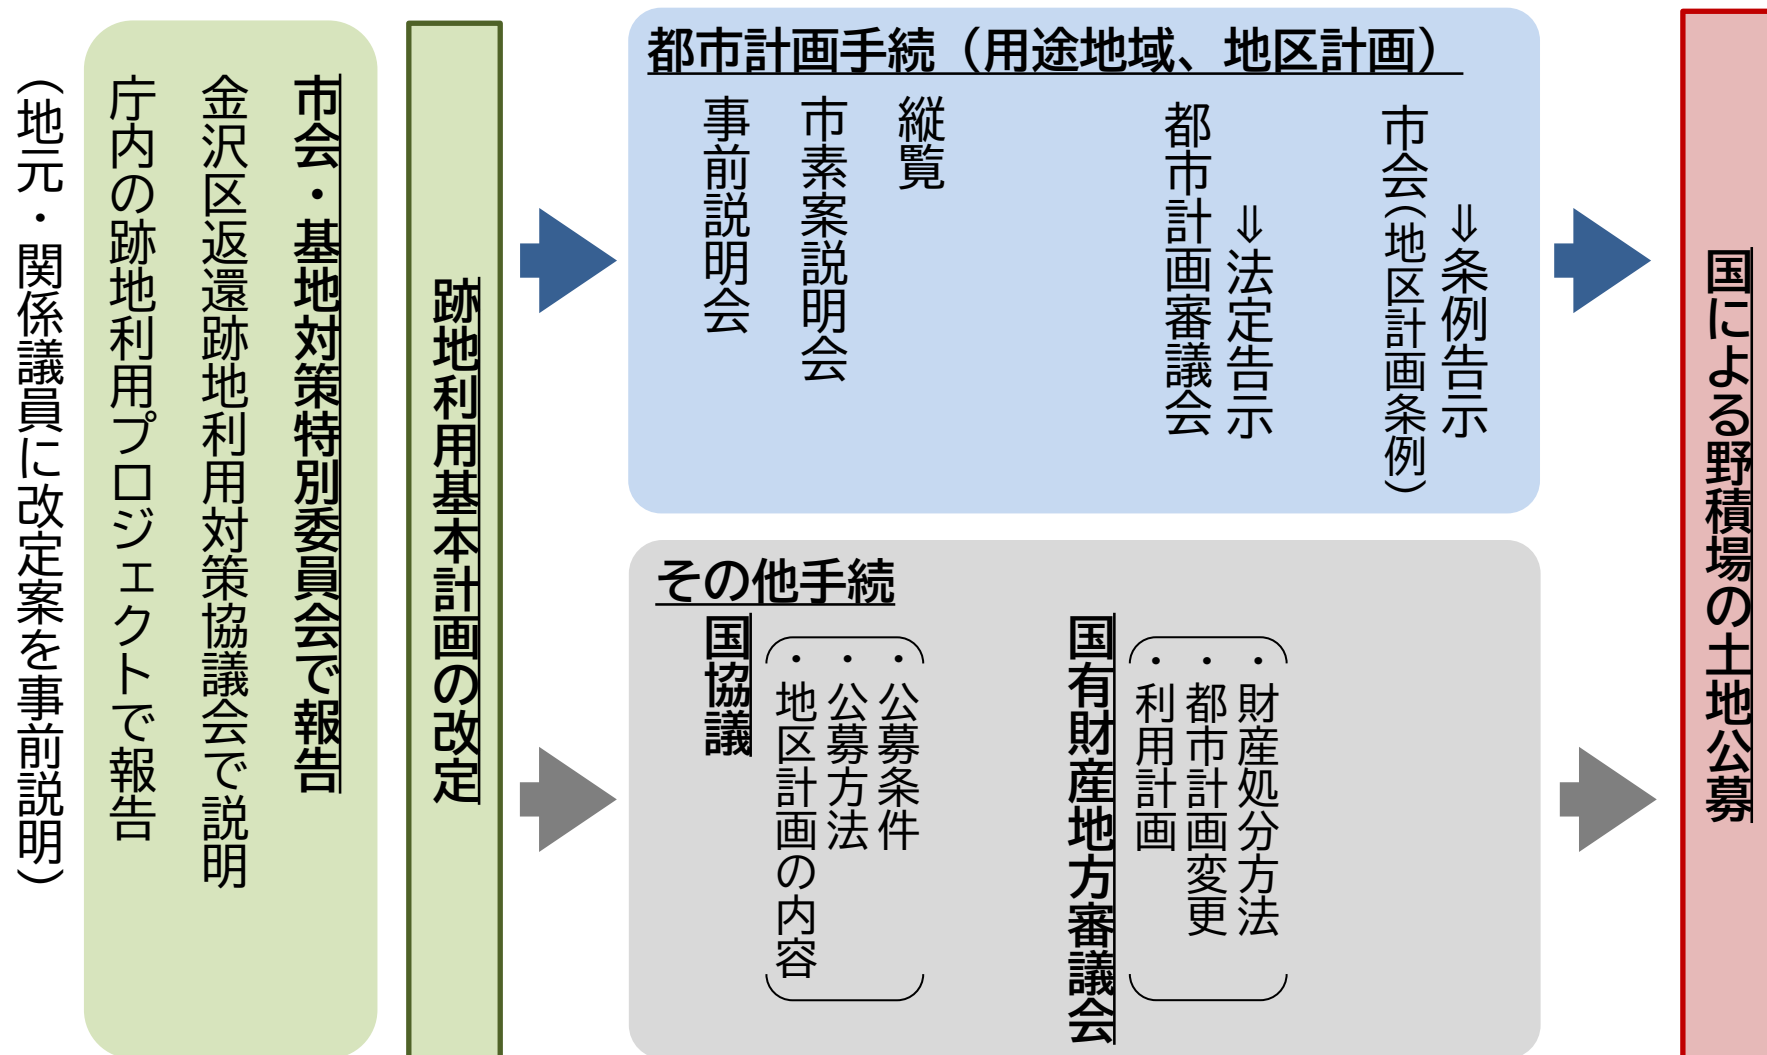 （地元・関係議員に改定案を事前説明）
庁内の跡地利用プロジェクトで報告
金沢区返還跡地利用対策協議会で説明
市会・基地対策特別委員会で報告
跡地利用基本計画の改定
都市計画手続（用途地域、地区計画）
事前説明会
市素案説明会
縦覧
都市計画審議会
⇒法定告示
市会（地区計画条例）
⇒条例告示
その他手続
国協議
・地区計画の内容
・公募方法
・公募条件
国有財産地方審議会
・利用計画
・都市計画変更
・財産処分方法
国による野積場の土地公募